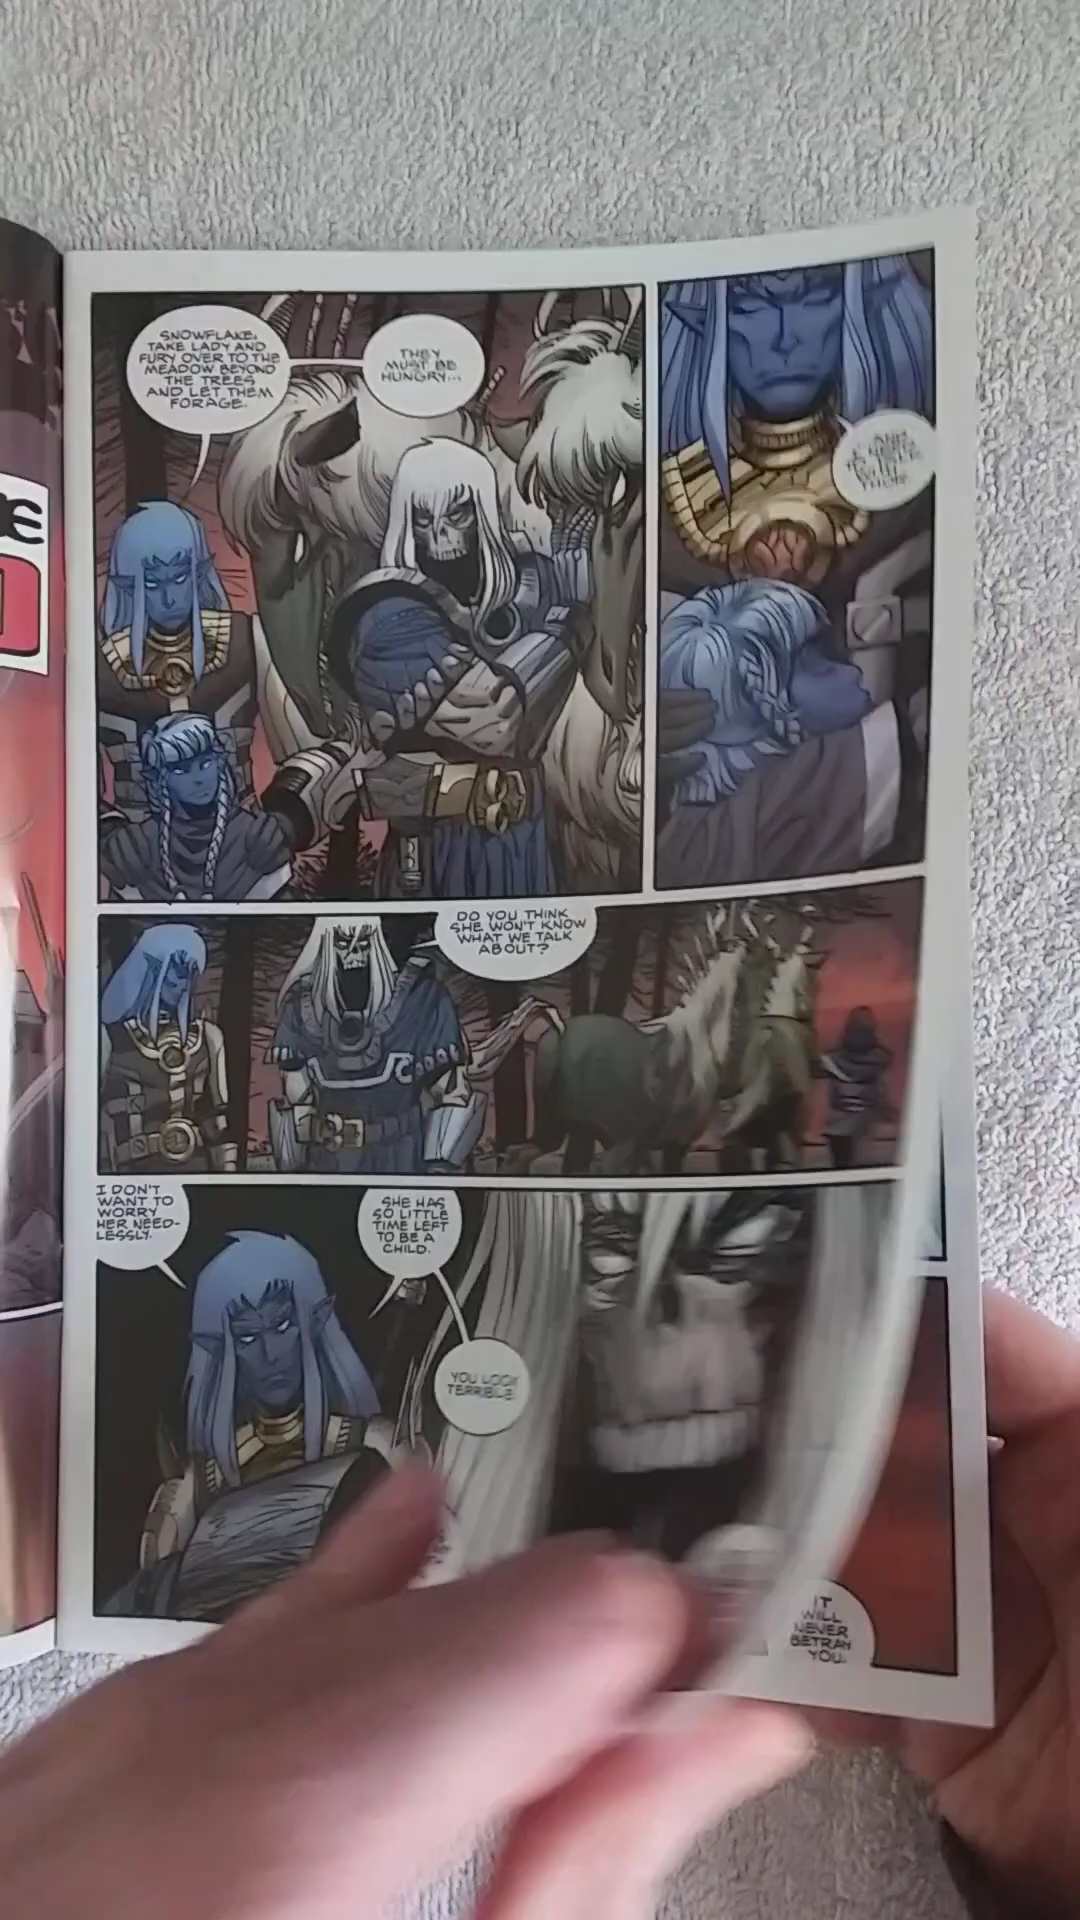 SNOWFLAKE,
TAKE LADY AND
FURY OVER TO THE
MEADOW BEYOND
THE TREES
AND LET THEM
FORAGE.
THEY
MUST BE
HUNGRY...
DO YOU THINK
SHE WON'T KNOW
WHAT WE TALK
ABOUT?
I DON'T
WANT TO
WORRY
HER NEED-
LESSLY.
SHE HAS
SO LITTLE
TIME LEFT
TO BE A
CHILD.
YOU LOOK
TERRIBLE.
IT
WILL
NEVER
BETRAY
YOU.